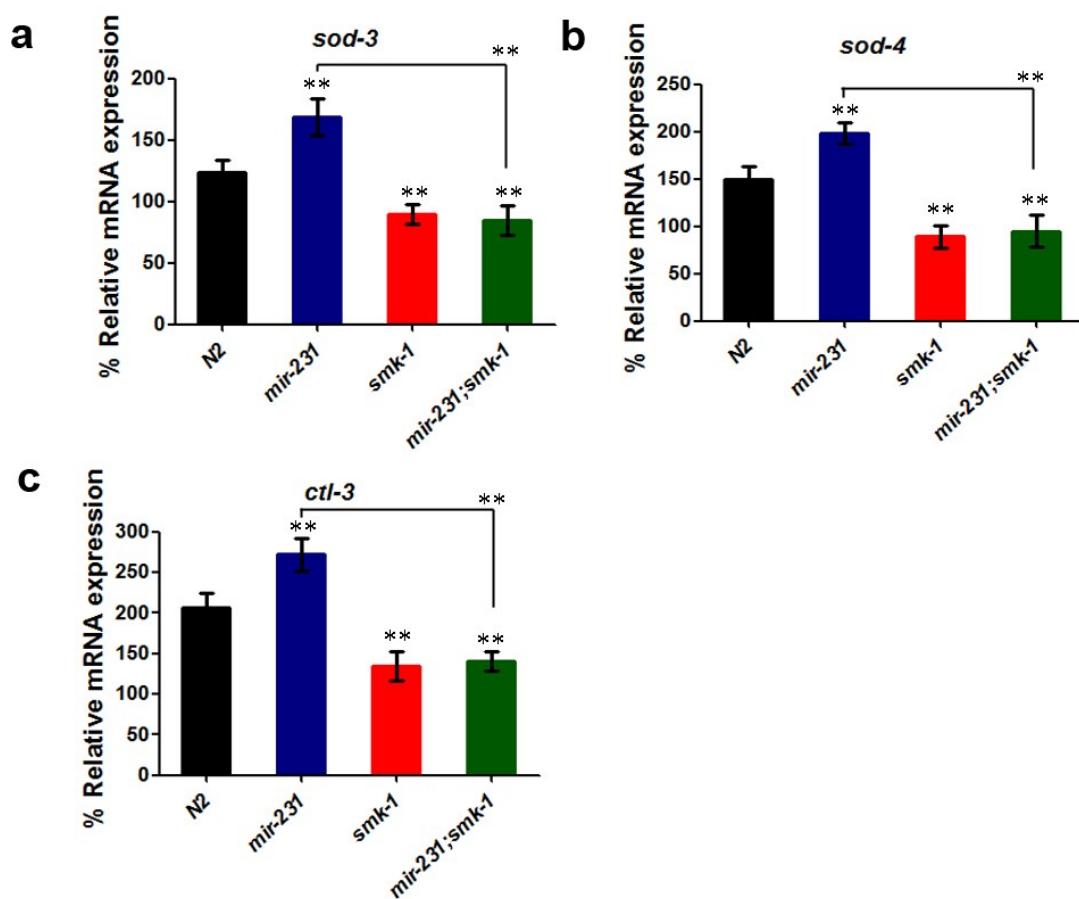 a
sod-3
% Relative mRNA expression
200
150
100
50
0
**
**
**
**
N2
mir-231
smk-1
mir-231;smk-1
b
sod-4
% Relative mRNA expression
250
200
150
100
50
0
**
**
**
**
N2
mir-231
smk-1
mir-231;smk-1
c
ctl-3
% Relative mRNA expression
300
250
200
150
100
50
0
**
**
**
**
N2
mir-231
smk-1
mir-231;smk-1